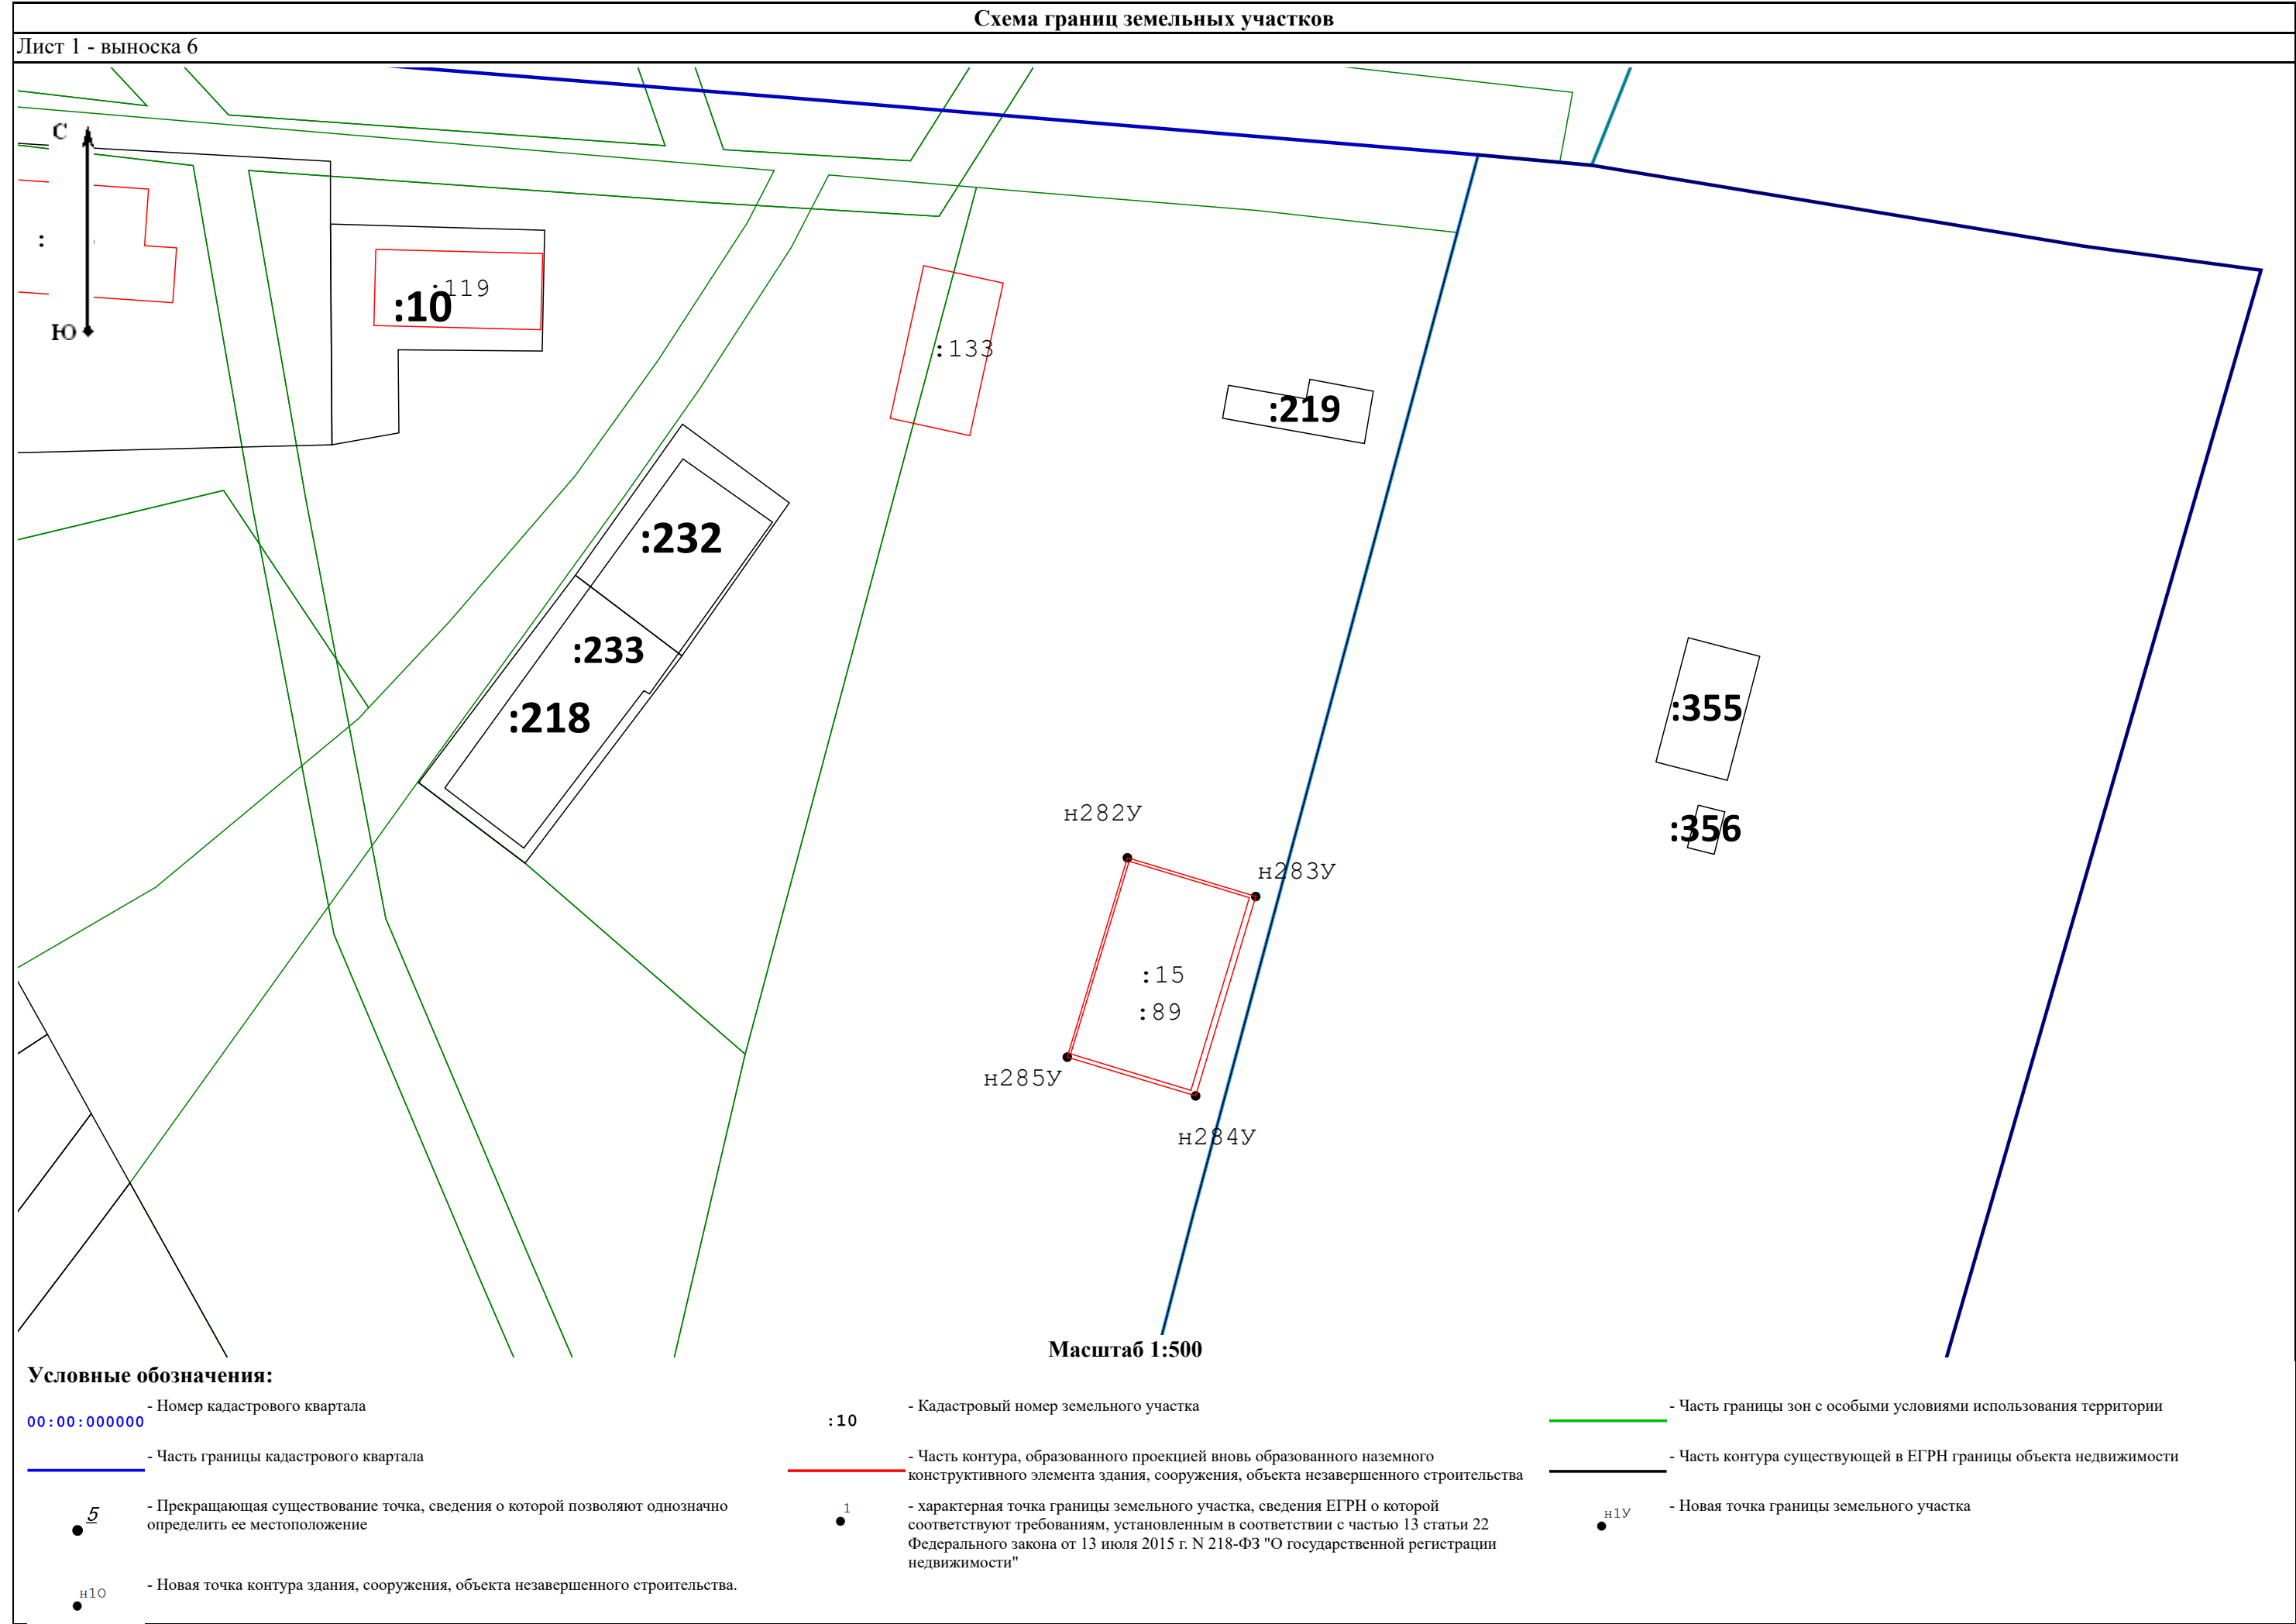 Схема границ земельных участков
Лист 1 - выноска 6
С
:
Ю
:119
:10
:133
:219
:232
:233
:218
:355
:356
н282У
н283У
:15
:89
н285У
н284У
Масштаб 1:500
Условные обозначения:
00:00:000000
- Номер кадастрового квартала
:10
- Кадастровый номер земельного участка
- Часть границы зон с особыми условиями использования территории
- Часть границы кадастрового квартала
- Часть контура, образованного проекцией вновь образованного наземного
конструктивного элемента здания, сооружения, объекта незавершенного строительства
- Часть контура существующей в ЕГРН границы объекта недвижимости
5
- Прекращающая существование точка, сведения о которой позволяют однозначно
определить ее местоположение
1
- характерная точка границы земельного участка, сведения ЕГРН о которой
соответствуют требованиям, установленным в соответствии с частью 13 статьи 22
Федерального закона от 13 июля 2015 г. N 218-ФЗ "О государственной регистрации
недвижимости"
н1У
- Новая точка границы земельного участка
н1О
- Новая точка контура здания, сооружения, объекта незавершенного строительства.